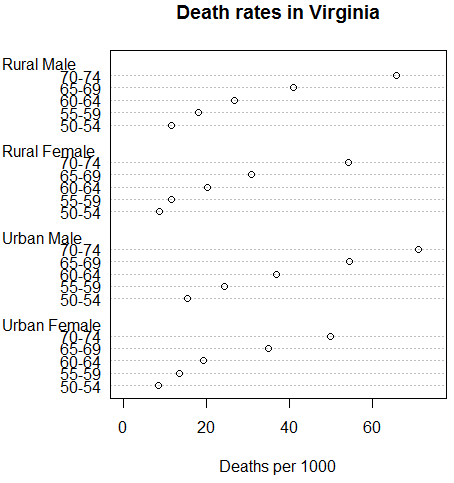 Death rates in Virginia
Rural Male
70-74
65-69
60-64
55-59
50-54
Rural Female
70-74
65-69
60-64
55-59
50-54
Urban Male
70-74
65-69
60-64
55-59
50-54
Urban Female
70-74
65-69
60-64
55-59
50-54
0 20 40 60
Deaths per 1000